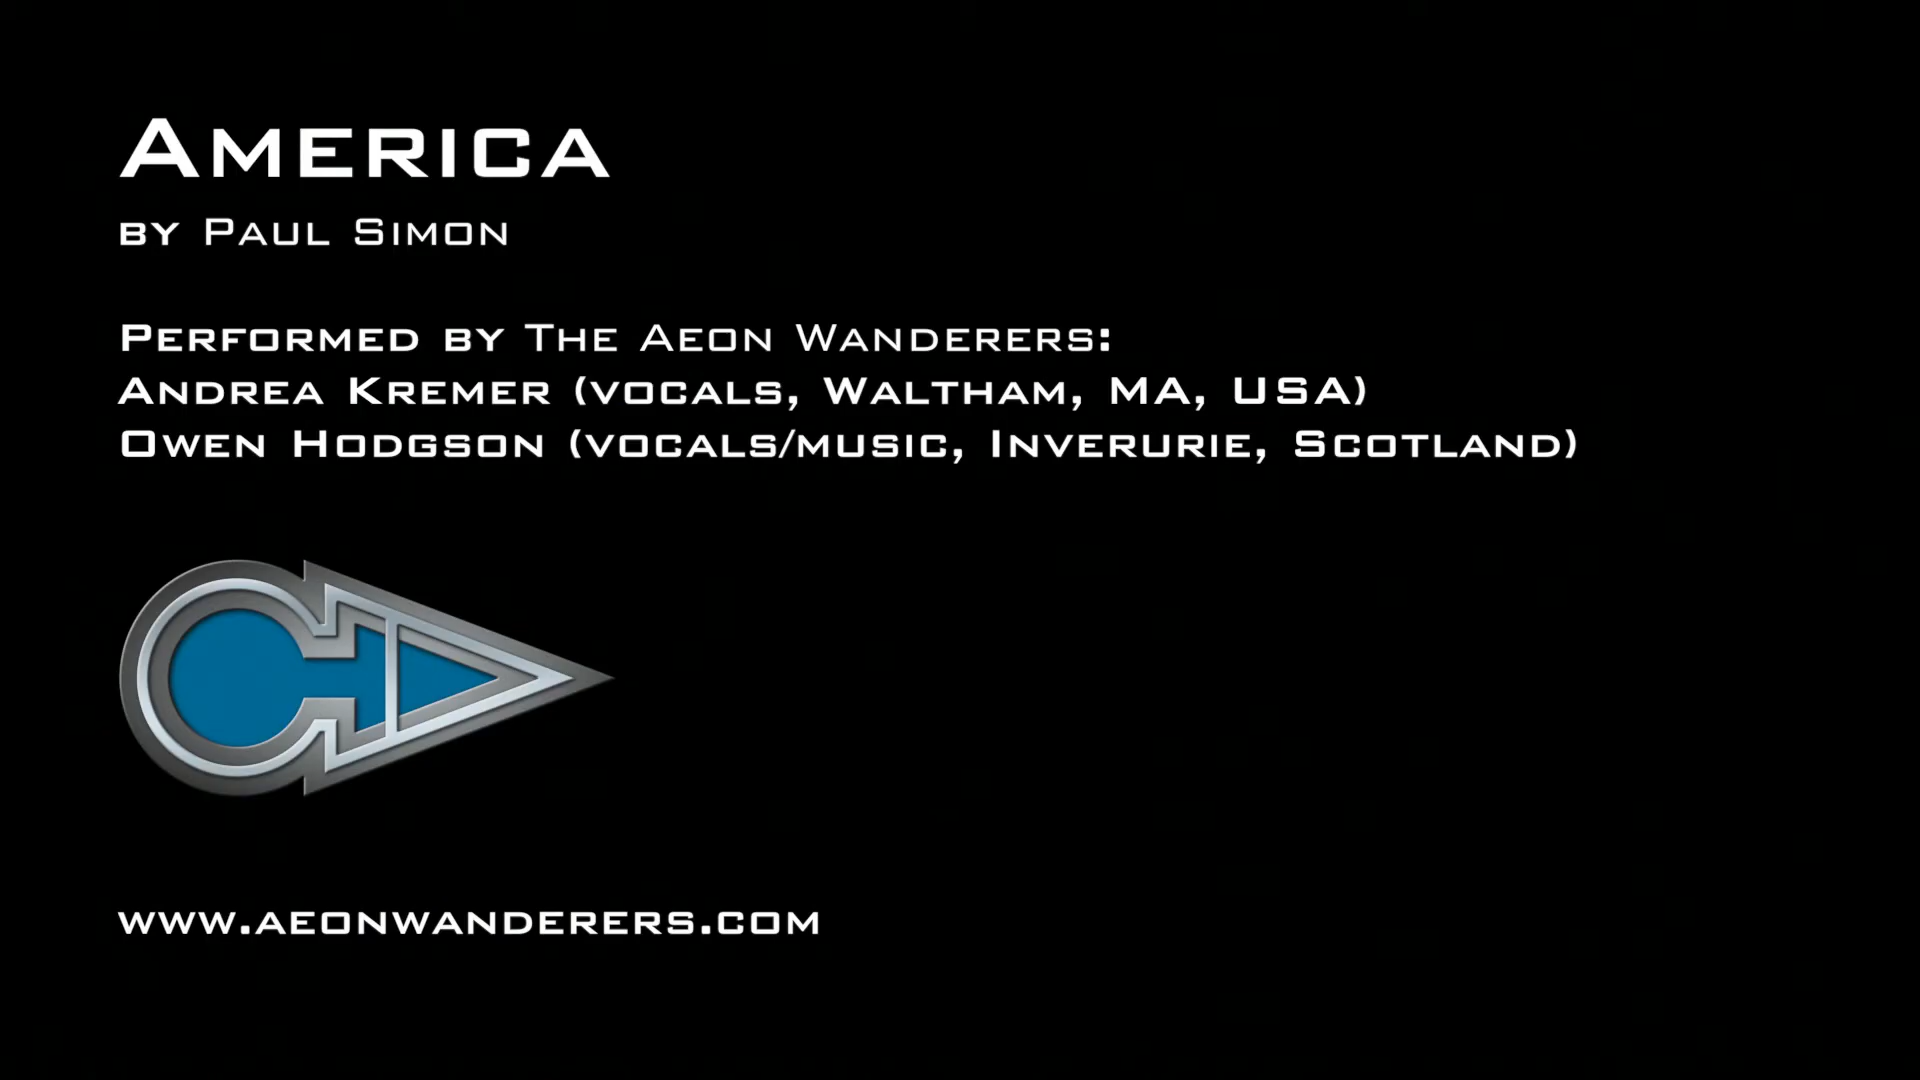 America
by Paul Simon
Performed by The Aeon Wanderers:
Andrea Kremer (vocals, Waltham, MA, USA)
Owen Hodgson (vocals/music, Inverurie, Scotland)
www.aeonwanderers.com